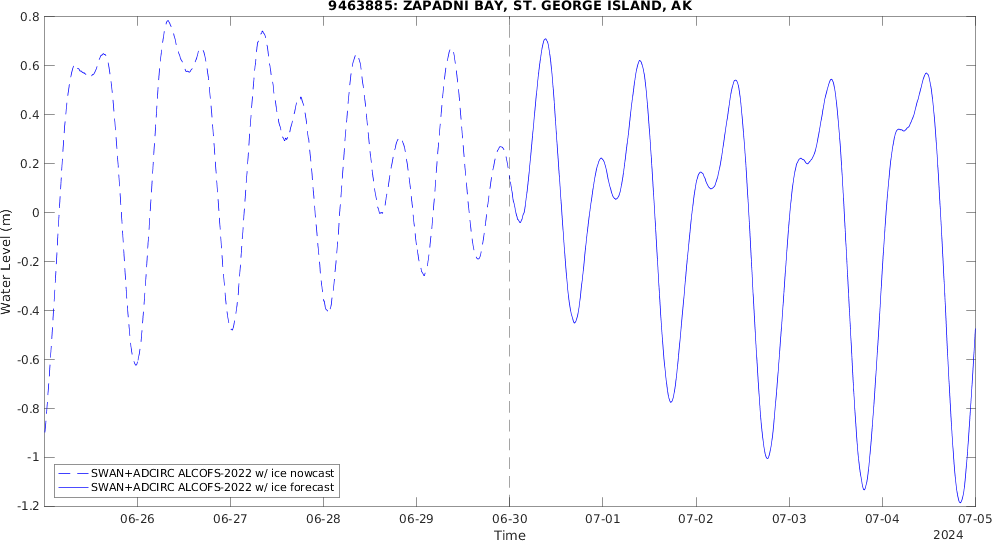 9463885: ZAPADNI BAY, ST. GEORGE ISLAND, AK
Water Level (m)
0.8
0.6
0.4
0.2
0
-0.2
-0.4
-0.6
-0.8
-1
-1.2
SWAN+ADCIRC ALCOFS-2022 w/ ice nowcast
SWAN+ADCIRC ALCOFS-2022 w/ ice forecast
06-26 06-27 06-28 06-29 06-30 07-01 07-02 07-03 07-04 07-05
Time
2024